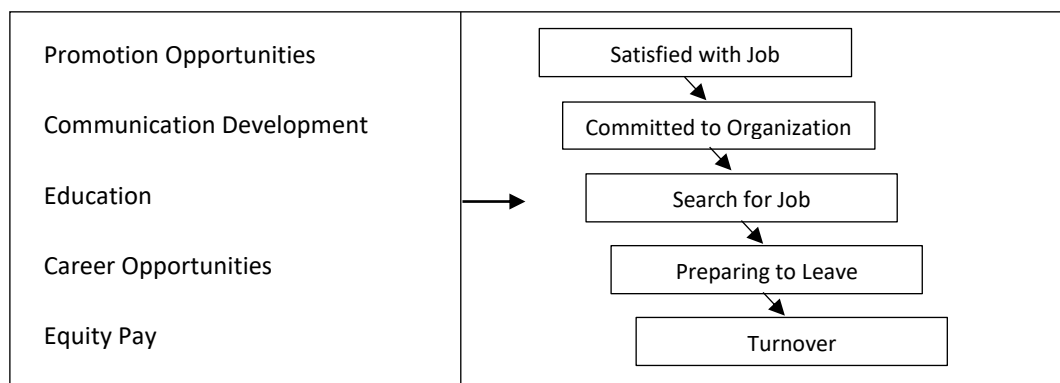 Promotion Opportunities
Communication Development
Education
Career Opportunities
Equity Pay
Satisfied with Job
Committed to Organization
Search for Job
Preparing to Leave
Turnover